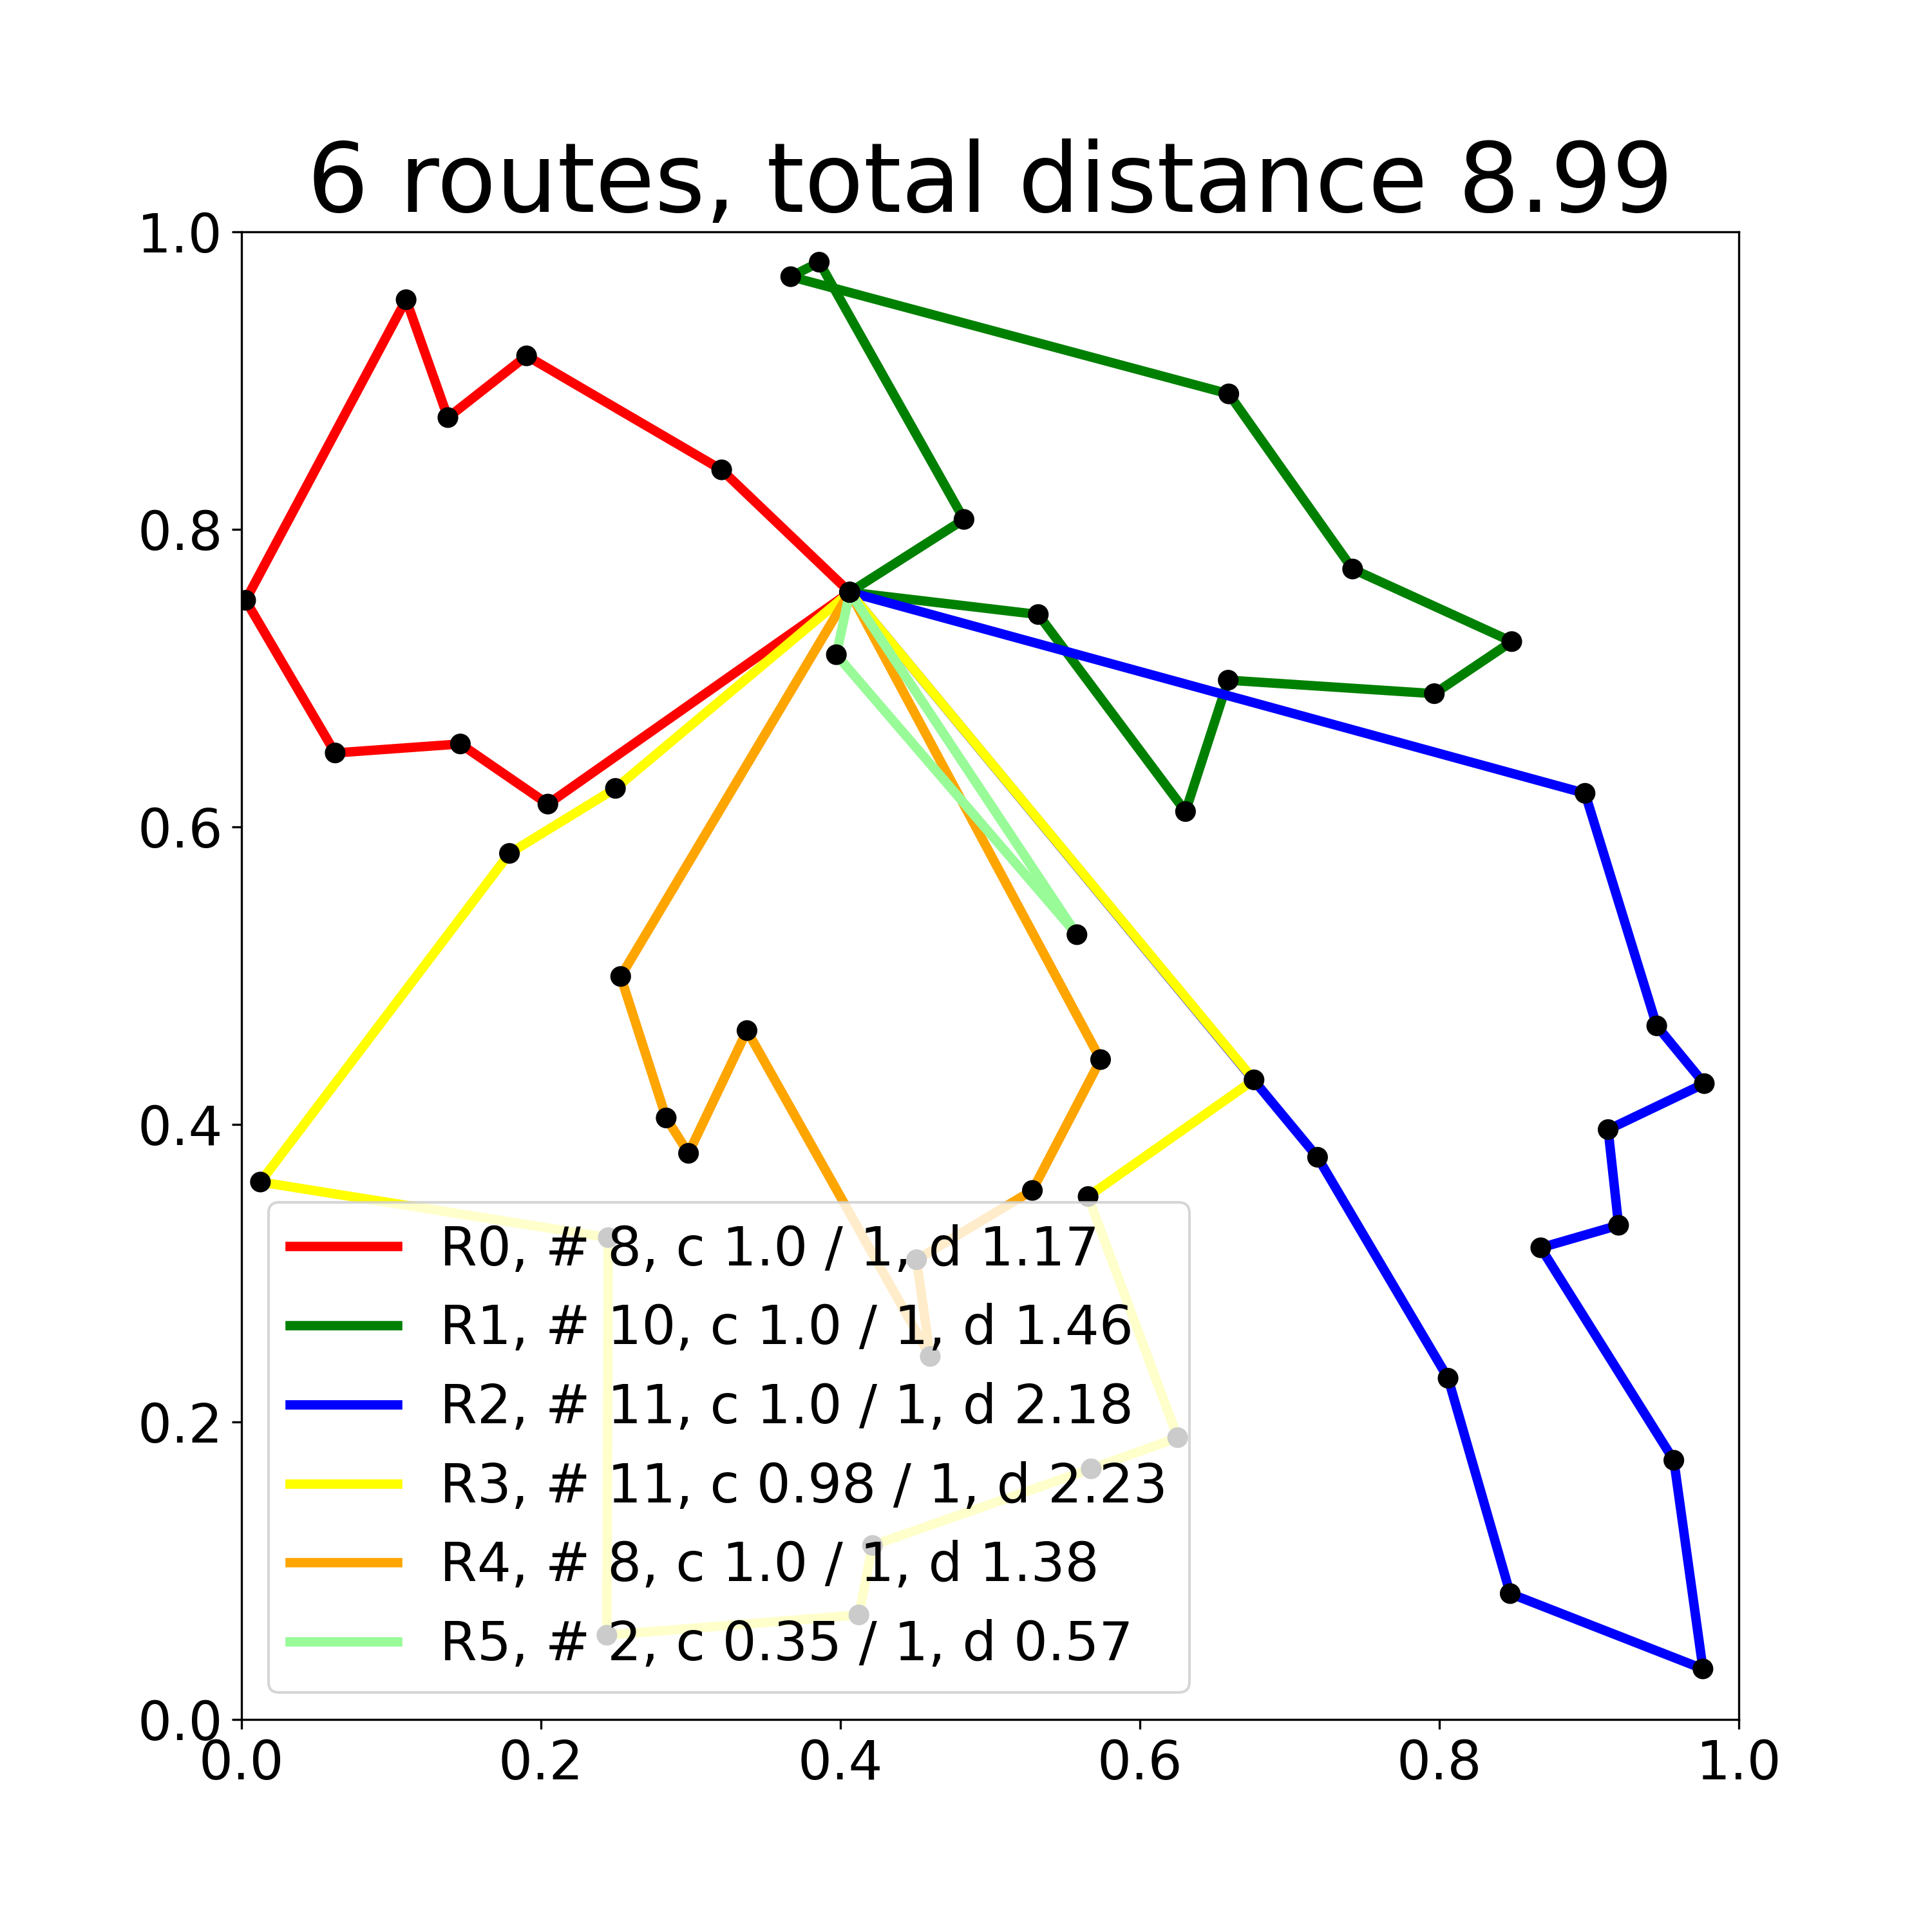 6 routes, total distance 8.99
1.0
0.8
0.6
0.4
0.2
0.0
R0, # 8, c 1.0 / 1, d 1.17
R1, # 10, c 1.0 / 1, d 1.46
R2, # 11, c 1.0 / 1, d 2.18
R3, # 11, c 0.98 / 1, d 2.23
R4, # 8, c 1.0 / 1, d 1.38
R5, # 2, c 0.35 / 1, d 0.57
0.0 0.2 0.4 0.6 0.8 1.0